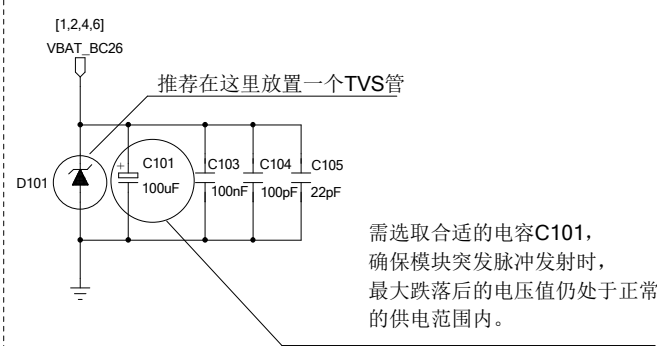 [1,2,4,6]
VBAT_BC26
推荐在这里放置一个TVS管
D101
+
C101
100uF
C103
100nF
C104
100pF
C105
22pF
需选取合适的电容C101,
确保模块突发脉冲发射时，
最大跌落后的电压值仍处于正常
的供电范围内。